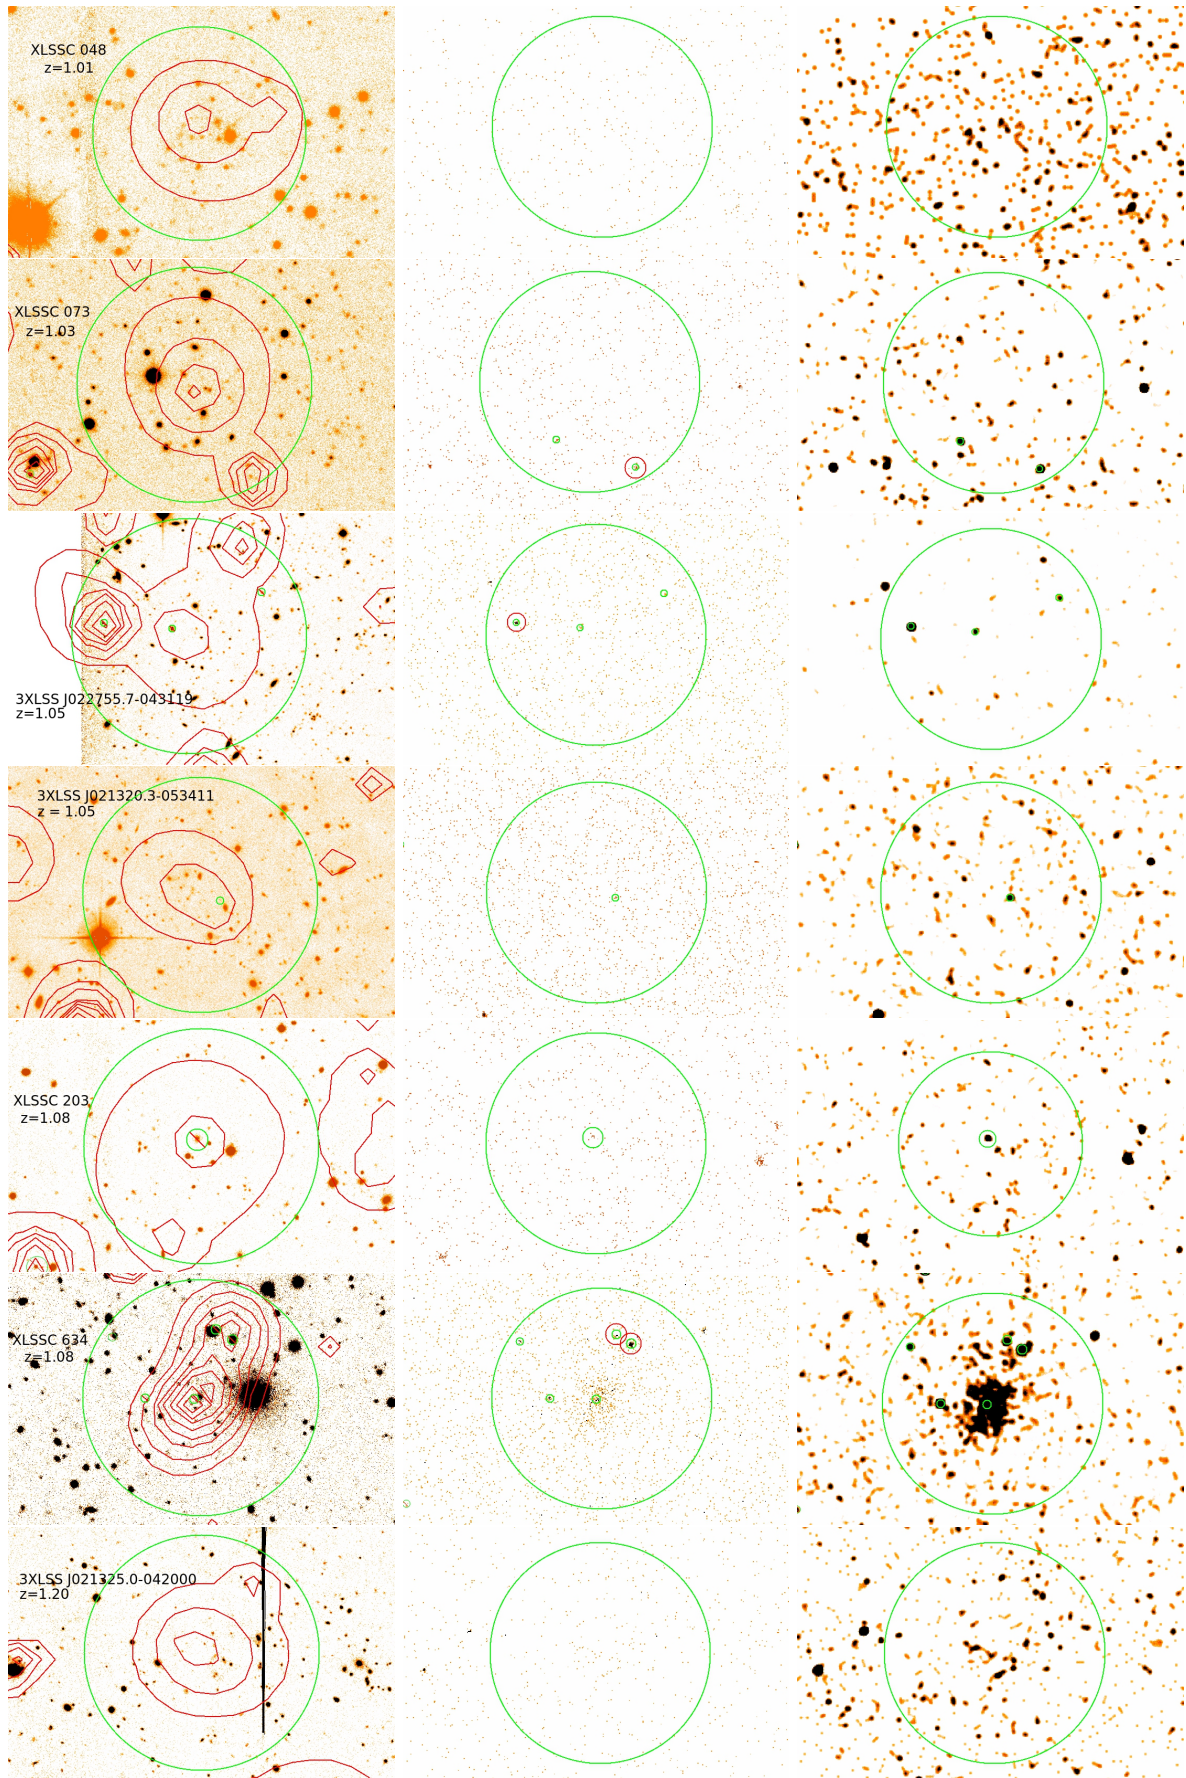 XLSSC 048
z=1.01
XLSSC 073
z=1.03
3XLSS J022755.7-043119
z=1.05
3XLSS J021320.3-053411
z = 1.05
XLSSC 203
z=1.08
XLSSC 634
z=1.08
3XLSS J021325.0-042000
z=1.20